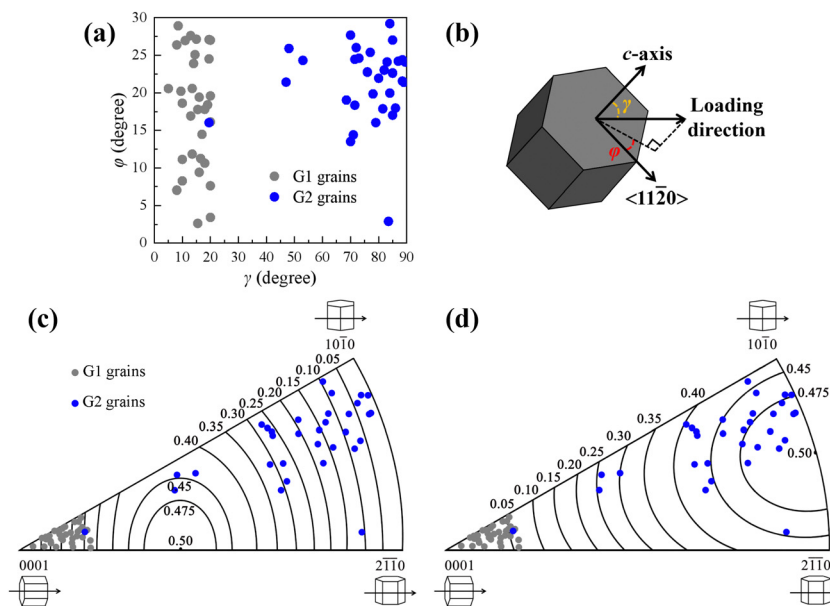 (a)
30
25
20
15
10
5
0
φ (degree)
G1 grains
G2 grains
0 10 20 30 40 50 60 70 80 90
γ (degree)
(b)
c-axis
γ
Loading
direction
φ
<112̅0>
(c)
101̅0
G1 grains
G2 grains
0.05
0.10
0.15
0.20
0.25
0.30
0.35
0.40
0.45
0.475
0.50
0001
21̅1̅0
(d)
101̅0
0.45
0.475
0.40
0.35
0.30
0.25
0.20
0.15
0.10
0.05
0.50
0001
21̅1̅0